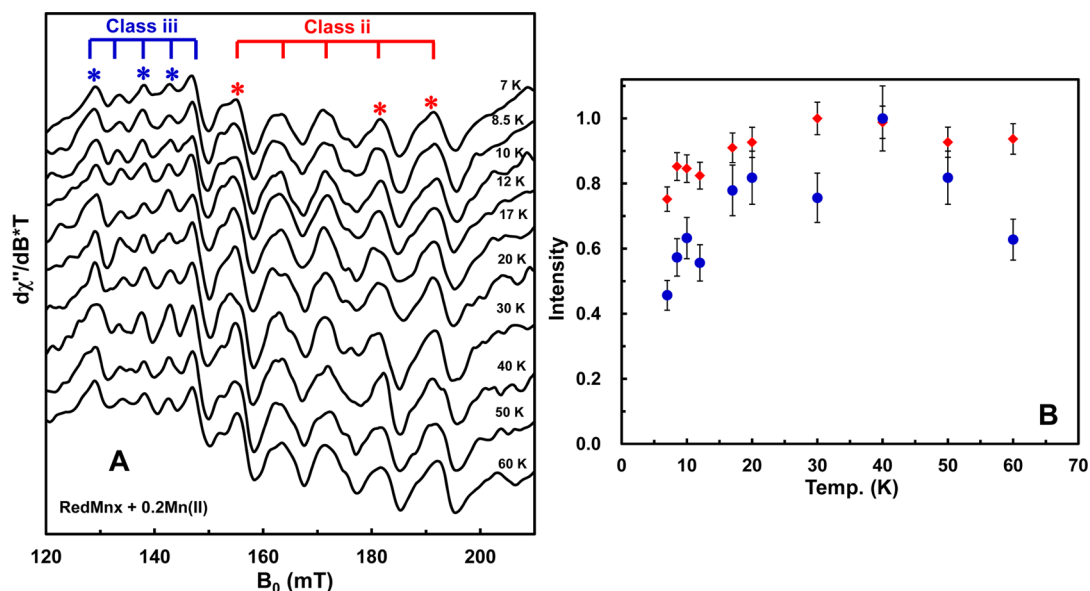 Class iii
Class ii
* * * * * *
7 K
8.5 K
10 K
12 K
17 K
20 K
30 K
40 K
50 K
60 K
dχ"/dB*T
A
RedMnx + 0.2Mn(II)
120 140 160 180 200
B₀ (mT)
Intensity
1.0
0.8
0.6
0.4
0.2
0.0
B
0 10 20 30 40 50 60 70
Temp. (K)